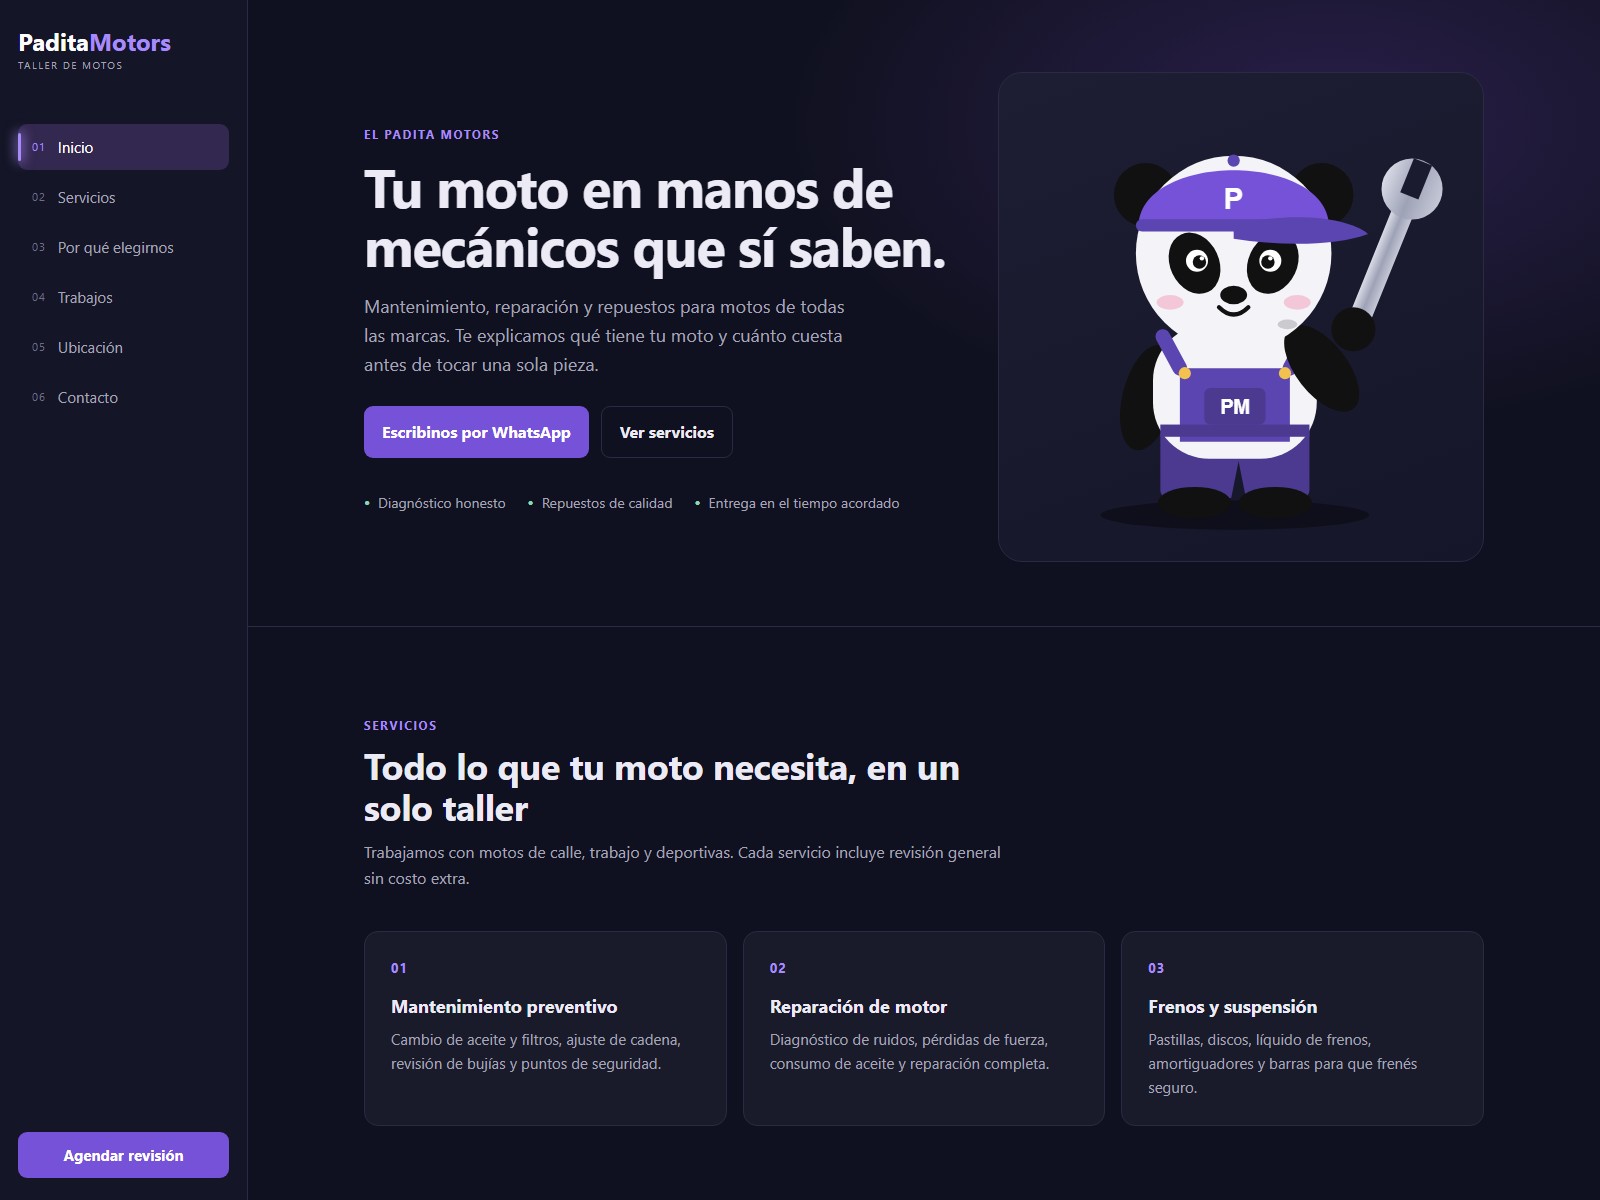 PaditaMotors
TALLER DE MOTOS
01 Inicio
02 Servicios
03 Por qué elegirnos
04 Trabajos
05 Ubicación
06 Contacto
Agendar revisión
EL PADITA MOTORS
Tu moto en manos de
mecánicos que sí saben.
Mantenimiento, reparación y repuestos para motos de todas
las marcas. Te explicamos qué tiene tu moto y cuánto cuesta
antes de tocar una sola pieza.
Escribinos por WhatsApp
Ver servicios
• Diagnóstico honesto
• Repuestos de calidad
• Entrega en el tiempo acordado
P
PM
SERVICIOS
Todo lo que tu moto necesita, en un
solo taller
Trabajamos con motos de calle, trabajo y deportivas. Cada servicio incluye revisión general
sin costo extra.
01
Mantenimiento preventivo
Cambio de aceite y filtros, ajuste de cadena,
revisión de bujías y puntos de seguridad.
02
Reparación de motor
Diagnóstico de ruidos, pérdidas de fuerza,
consumo de aceite y reparación completa.
03
Frenos y suspensión
Pastillas, discos, líquido de frenos,
amortiguadores y barras para que frenés
seguro.